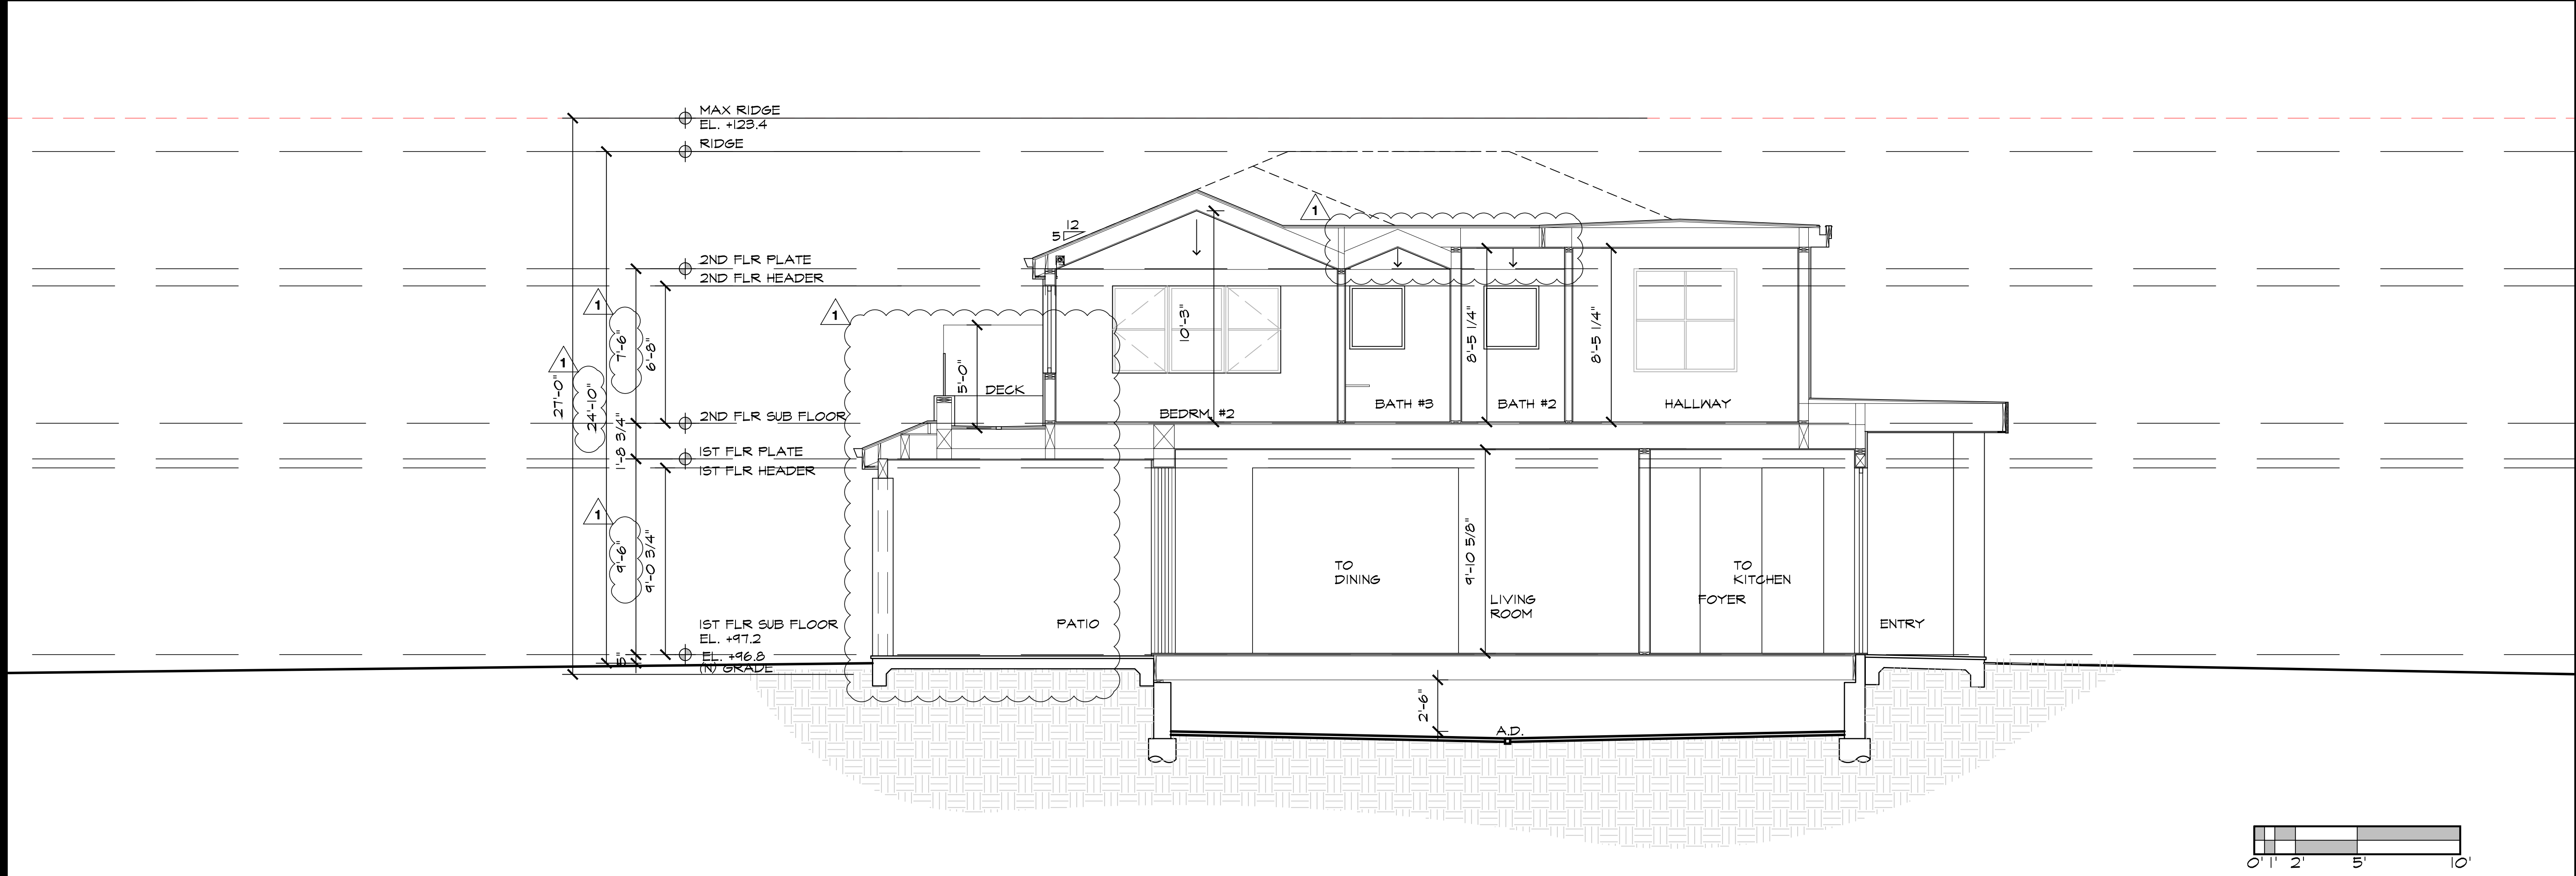 MAX RIDGE
EL. +123.4
RIDGE
12
5
1
2ND FLR PLATE
2ND FLR HEADER
1
1
7'-6"
6'-8"
10'-3"
8'-5 1/4"
8'-5 1/4"
1
27'-0"
24'-10"
5'-0"
DECK
BEDRM. #2
BATH #3
BATH #2
HALLWAY
2ND FLR SUB FLOOR
1'-8 3/4"
1ST FLR PLATE
1ST FLR HEADER
1
9'-6"
9'-0 3/4"
9'-10 5/8"
TO
DINING
TO
KITCHEN
LIVING
ROOM
FOYER
PATIO
ENTRY
1ST FLR SUB FLOOR
EL. +97.2
5"
EL. +96.8
(N) GRADE
2'-6"
A.D.
0' 1' 2' 5' 10'